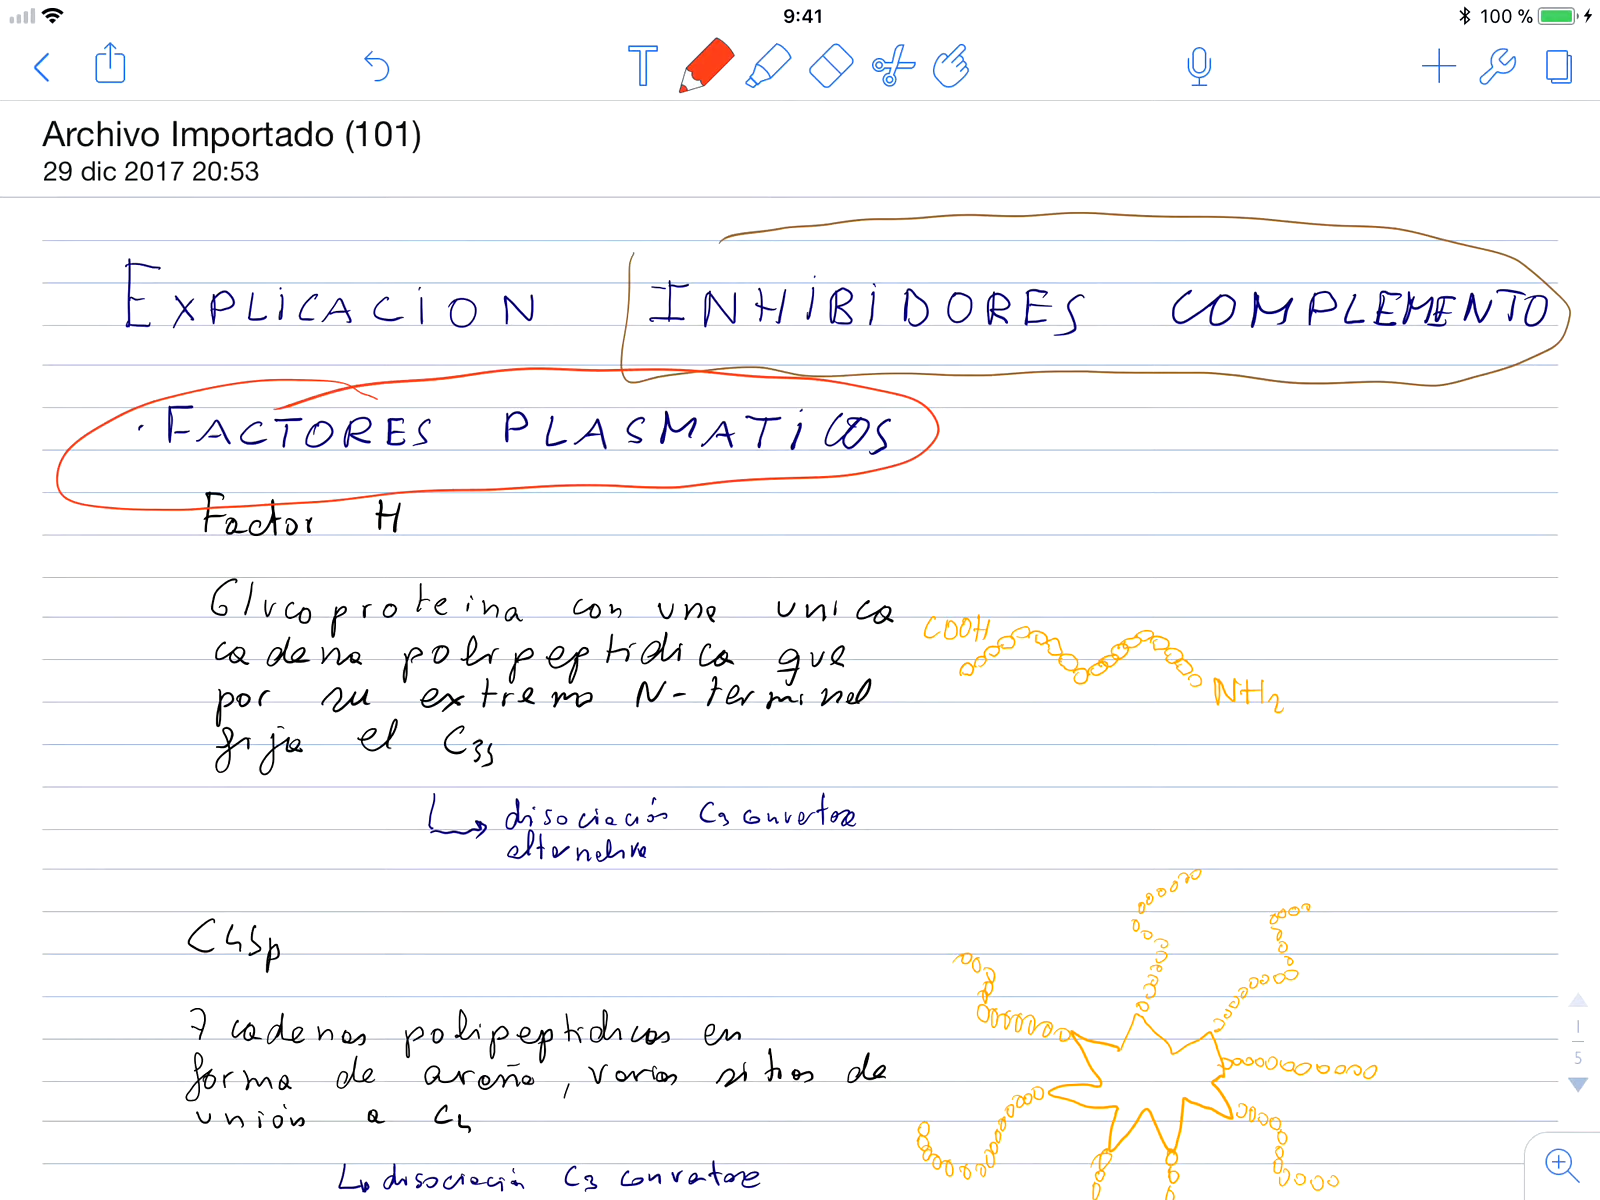 9:41
100 %
Archivo Importado (101)
29 dic 2017 20:53
EXPLICACION INHIBIDORES COMPLEMENTO
· FACTORES PLASMATICOS
Factor H
Glucoproteina con una unica
cadena polipeptidica que
por su extremo N-terminal
fija el C3b
COOH
NH2
↳ disociación C3 convertasa
alternativa
C4bp
7 cadenas polipeptidicas en
forma de araña, varios sitios de
unión a C4
↳ disociación C3 convertasa
1
5